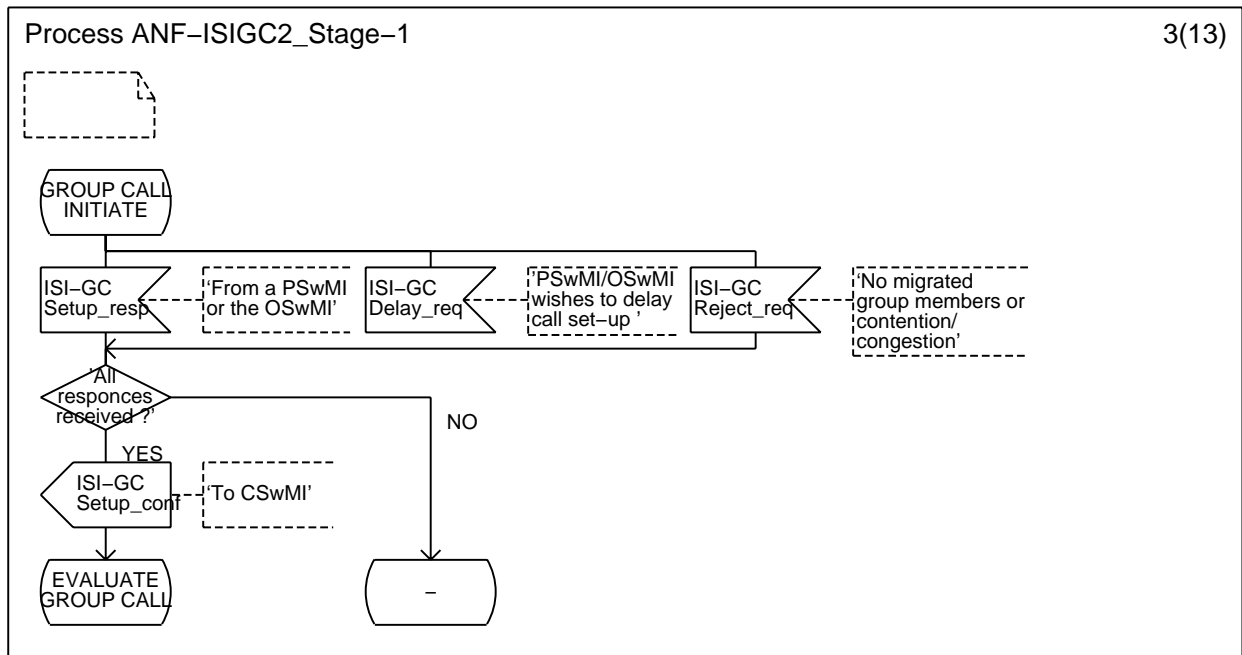 Process ANF−ISIGC2_Stage−1
3(13)
GROUP CALL
INITIATE
ISI−GC
Setup_resp
‘From a PSwMI
or the OSwMI’
ISI−GC
Delay_req
’PSwMI/OSwMI
wishes to delay
call set−up ’
ISI−GC
Reject_req
‘No migrated
group members or
contention/
congestion’
’All
responces
received ?’
NO
YES
ISI−GC
Setup_conf
‘To CSwMI’
EVALUATE
GROUP CALL
−